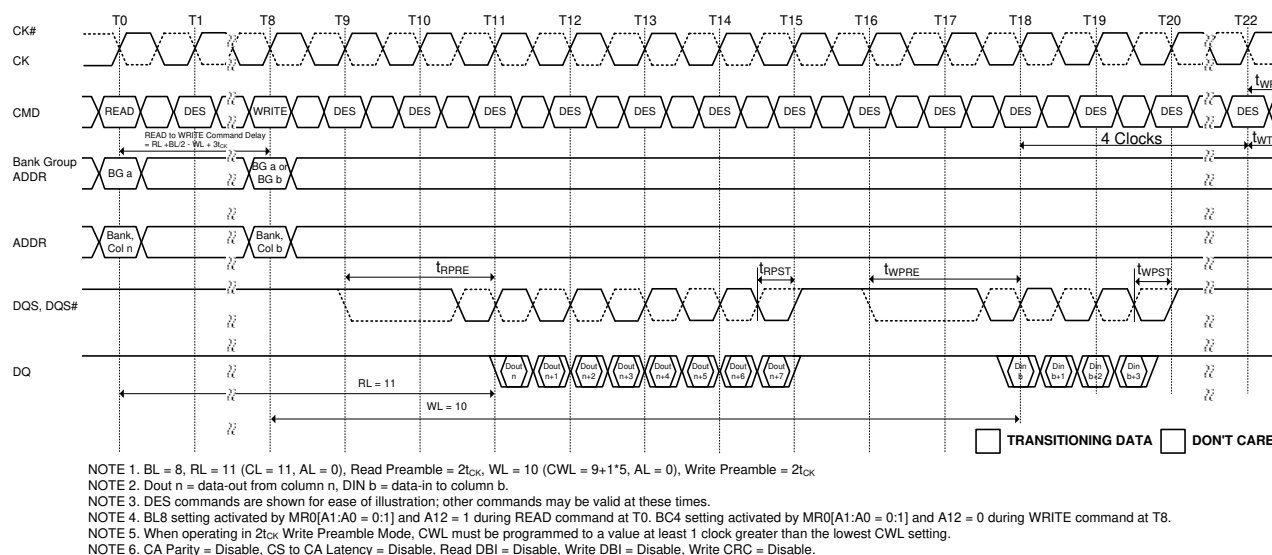 T0 T1 T8 T9 T10 T11 T12 T13 T14 T15 T16 T17 T18 T19 T20 T22
CK#
CK
tWR
CMD READ DES WRITE DES DES DES DES DES DES DES DES DES DES DES DES DES
READ to WRITE Command Delay
= RL +BL/2 - WL + 3tCK
4 Clocks
tWT
Bank Group
ADDR
BG a
BG a or
BG b
ADDR
Bank,
Col n
Bank,
Col b
tRPRE tRPST tWPRE tWPST
DQS, DQS#
DQ
Dout
n
Dout
n+1
Dout
n+2
Dout
n+3
Dout
n+4
Dout
n+5
Dout
n+6
Dout
n+7
Din
b
Din
b+1
Din
b+2
Din
b+3
RL = 11
WL = 10
TRANSITIONING DATA DON'T CARE
NOTE 1. BL = 8, RL = 11 (CL = 11, AL = 0), Read Preamble = 2tCK, WL = 10 (CWL = 9+1*5, AL = 0), Write Preamble = 2tCK
NOTE 2. Dout n = data-out from column n, DIN b = data-in to column b.
NOTE 3. DES commands are shown for ease of illustration; other commands may be valid at these times.
NOTE 4. BL8 setting activated by MR0[A1:A0 = 0:1] and A12 = 1 during READ command at T0. BC4 setting activated by MR0[A1:A0 = 0:1] and A12 = 0 during WRITE command at T8.
NOTE 5. When operating in 2tCK Write Preamble Mode, CWL must be programmed to a value at least 1 clock greater than the lowest CWL setting.
NOTE 6. CA Parity = Disable, CS to CA Latency = Disable, Read DBI = Disable, Write DBI = Disable, Write CRC = Disable.